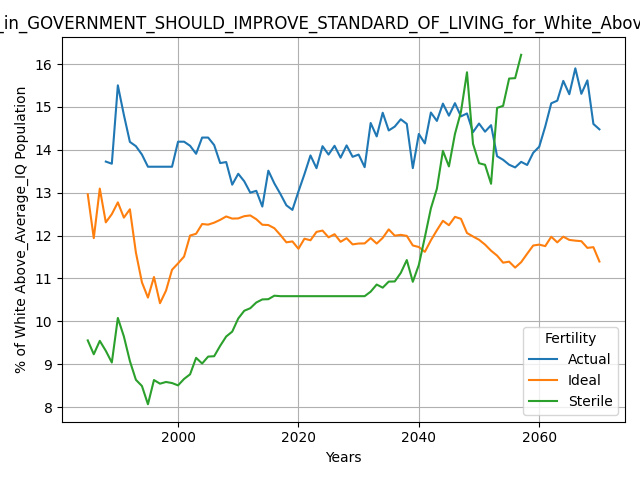 _in_GOVERNMENT_SHOULD_IMPROVE_STANDARD_OF_LIVING_for_White_Abov
% of White Above_Average_IQ Population
16
15
14
13
12
11
10
9
8
2000 2020 2040 2060
Years
Fertility
Actual
Ideal
Sterile